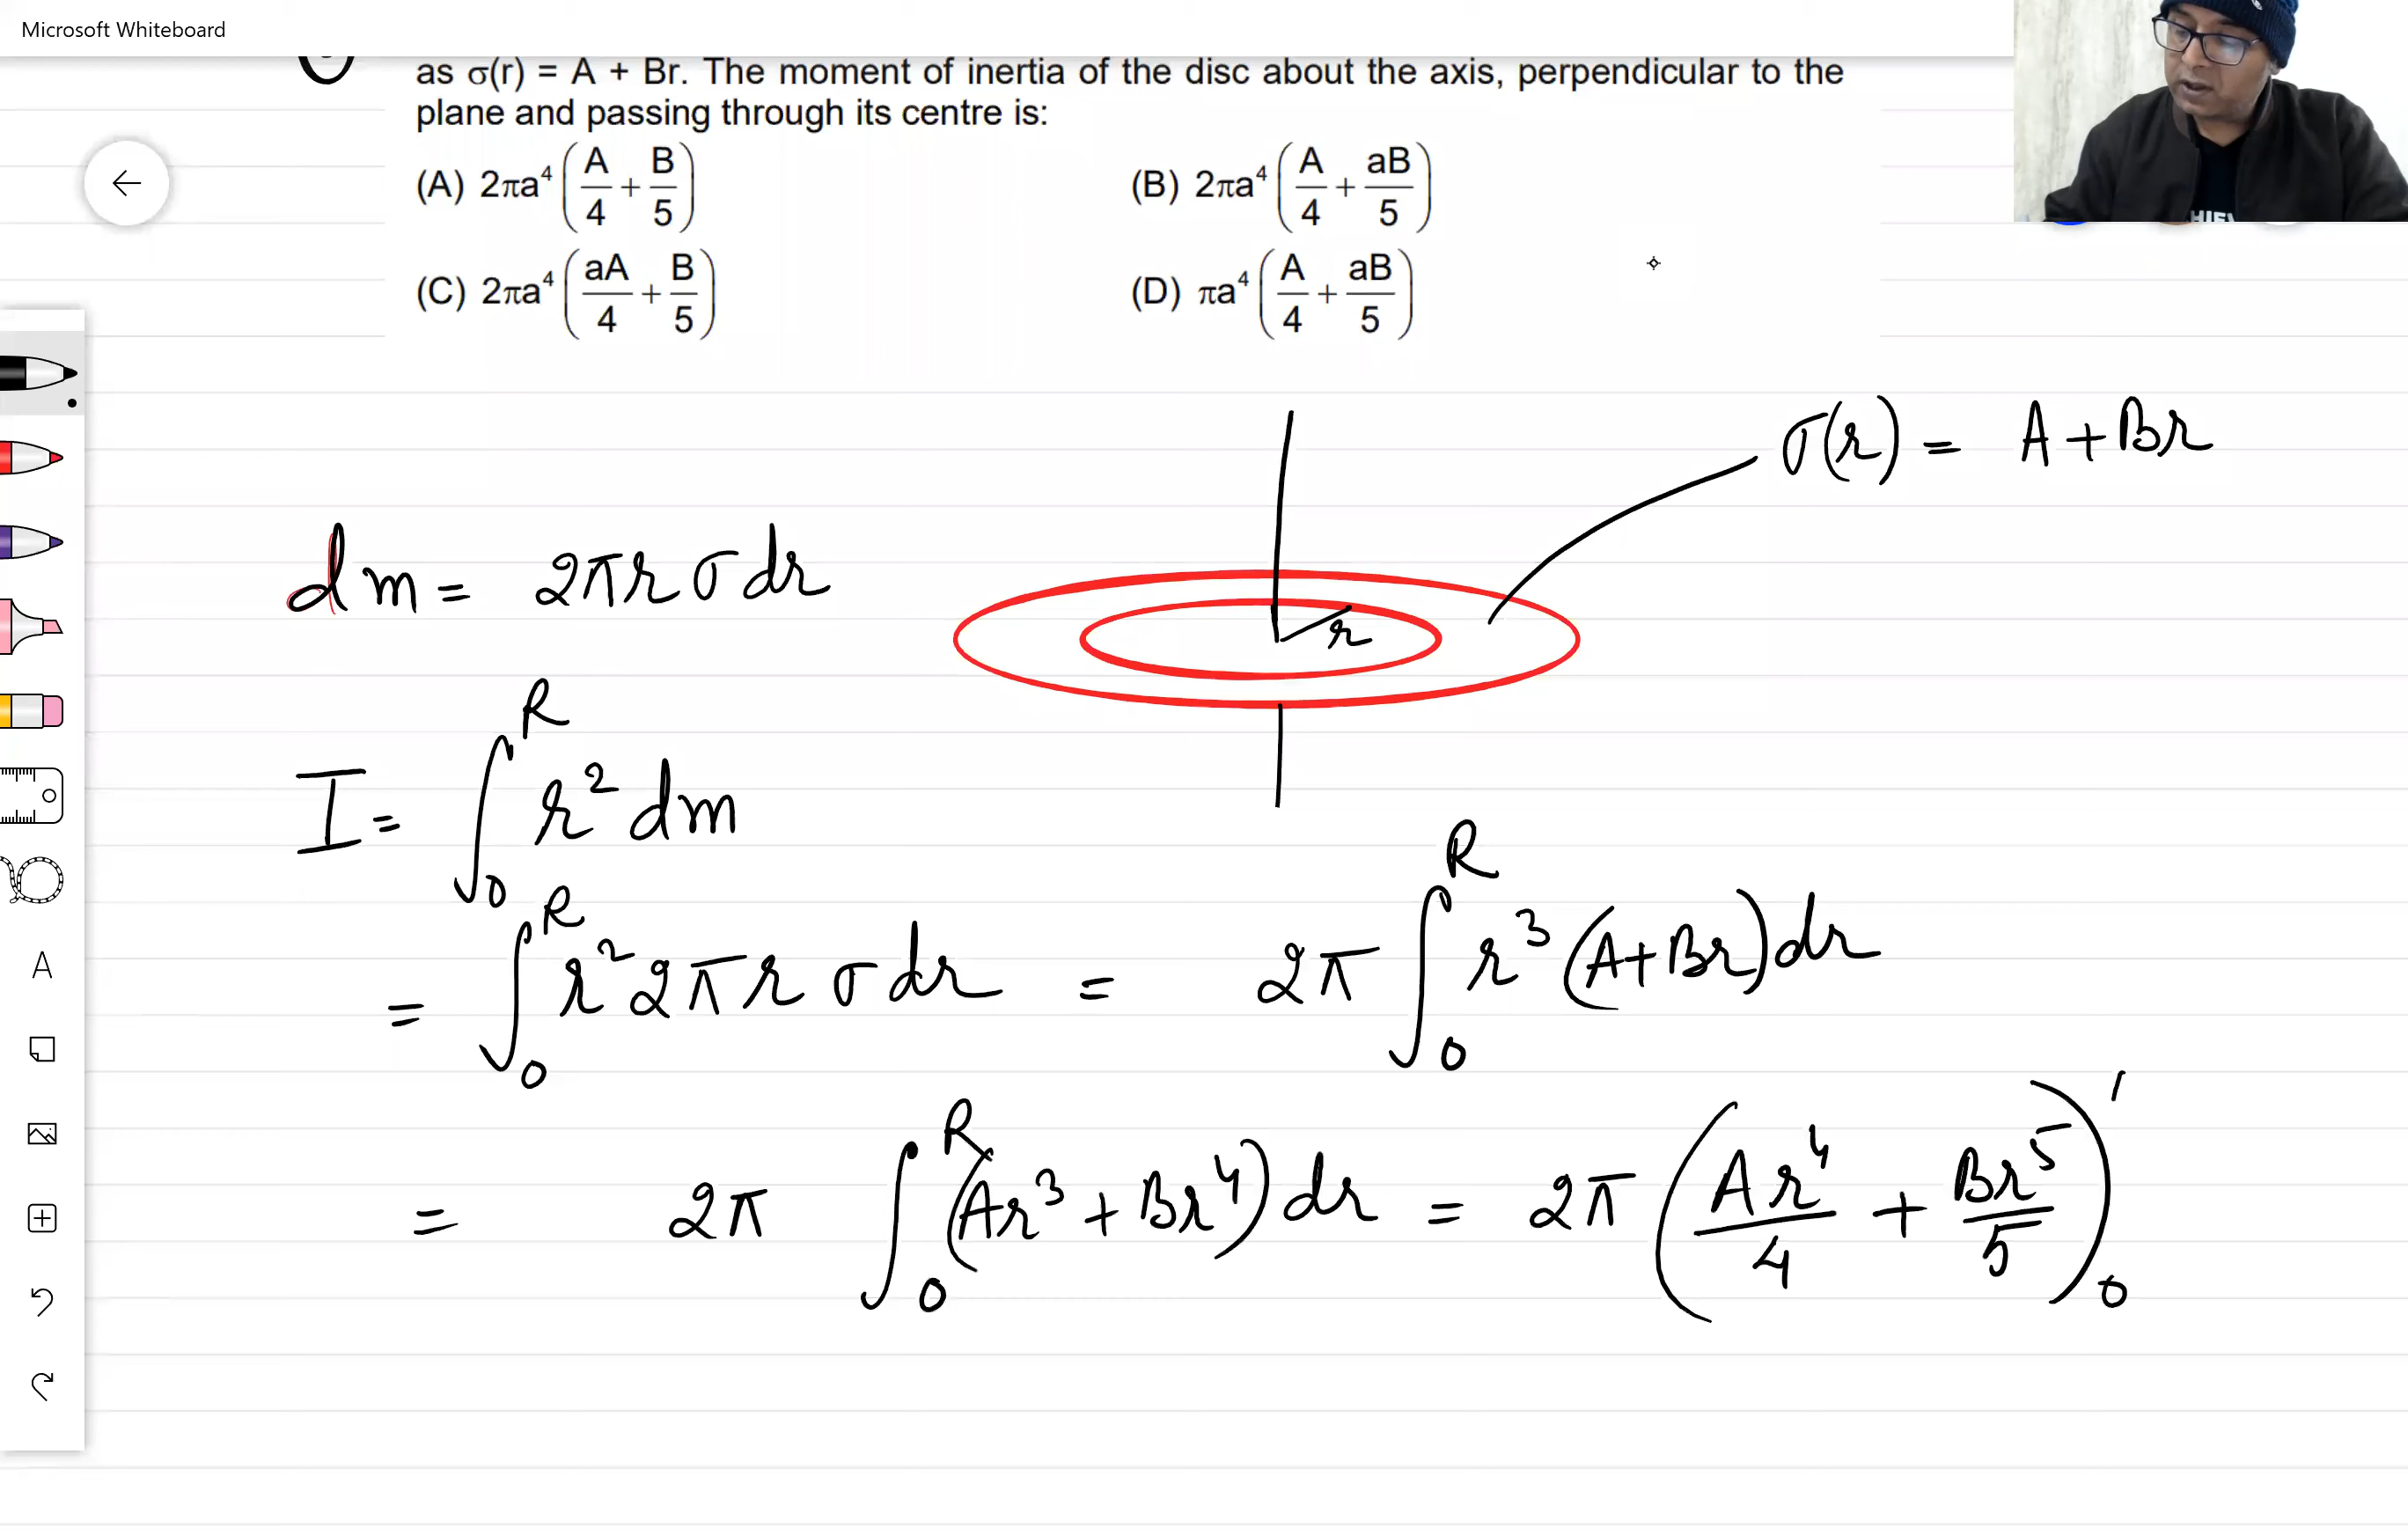 Microsoft Whiteboard
as σ(r) = A + Br. The moment of inertia of the disc about the axis, perpendicular to the
plane and passing through its centre is:
(A) 2πa⁴(A/4 + B/5)
(B) 2πa⁴(A/4 + aB/5)
(C) 2πa⁴(aA/4 + B/5)
(D) πa⁴(A/4 + aB/5)
σ(r) = A + Br
dm = 2πrσdr
r
I = ∫₀ᴿ r²dm
= ∫₀ᴿ r²2πrσdr = 2π∫₀ᴿ r³(A+Br)dr
= 2π ∫₀ᴿ (Ar³ + Br⁴)dr = 2π(Ar⁴/4 + Br⁵/5)₀
A